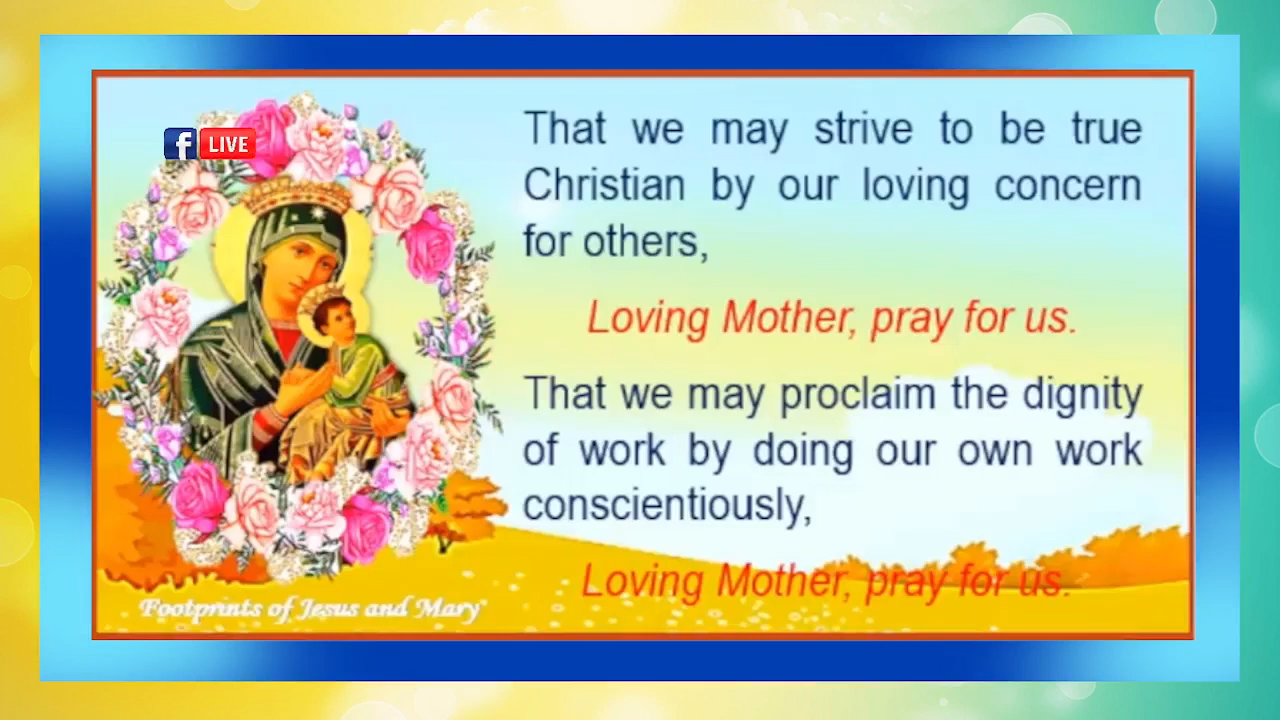 f LIVE
That we may strive to be true
Christian by our loving concern
for others,
Loving Mother, pray for us.
That we may proclaim the dignity
of work by doing our own work
conscientiously,
Loving Mother, pray for us.
Footprints of Jesus and Mary